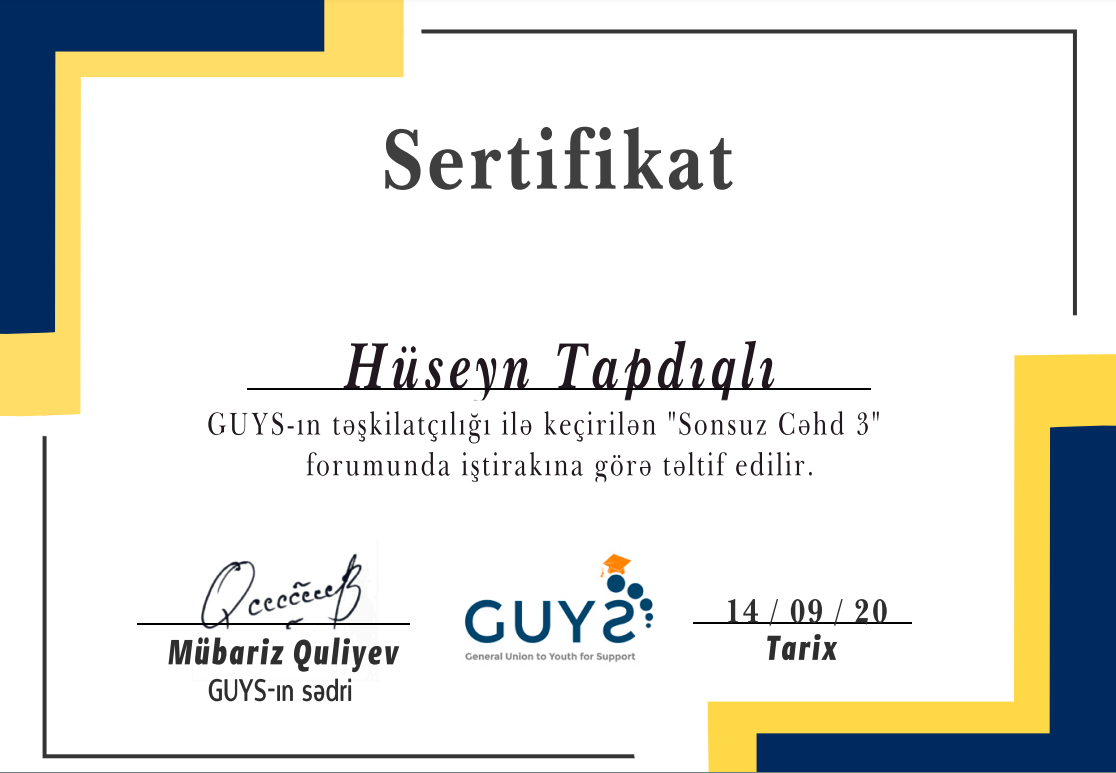 Sertifikat
Hüseyn Tapdıqlı
GUYS-ın təşkilatçılığı ilə keçirilən "Sonsuz Cəhd 3"
forumunda iştirakına görə təltif edilir.
Mübariz Quliyev
GUYS-ın sədri
GUYS
General Union to Youth for Support
14 / 09 / 20
Tarix